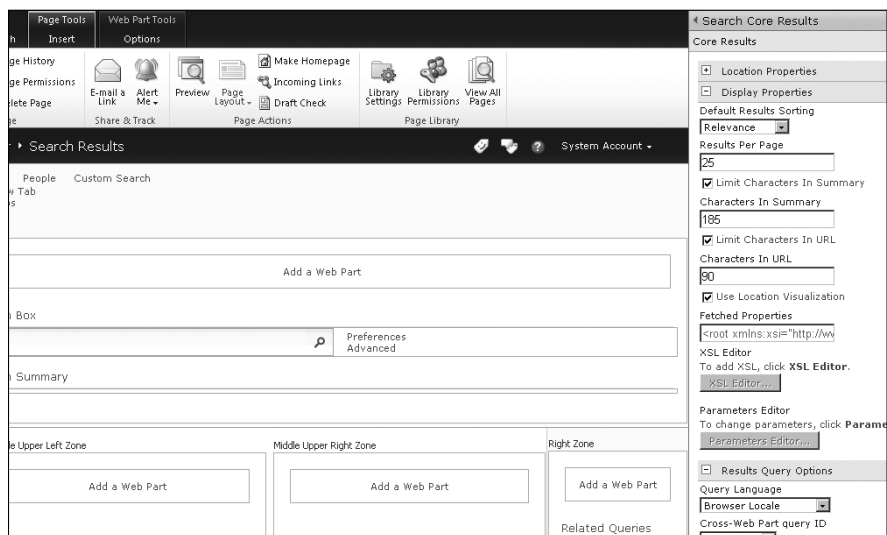 Page Tools
Web Part Tools
h
Insert
Options
ge History
ge Permissions
lete Page
ge
E-mail a
Link
Alert
Me
Share & Track
Preview
Page
Layout
Make Homepage
Incoming Links
Draft Check
Page Actions
Library
Settings
Library
Permissions
View All
Pages
Page Library
Search Results
System Account
People
Custom Search
w Tab
s
Add a Web Part
n Box
Preferences
Advanced
n Summary
le Upper Left Zone
Middle Upper Right Zone
Right Zone
Add a Web Part
Add a Web Part
Add a Web Part
Related Queries
Search Core Results
Core Results
Location Properties
Display Properties
Default Results Sorting
Relevance
Results Per Page
25
Limit Characters In Summary
Characters In Summary
185
Limit Characters In URL
Characters In URL
90
Use Location Visualization
Fetched Properties
<root xmlns:xsi="http://w
XSL Editor
To add XSL, click XSL Editor.
XSL Editor...
Parameters Editor
To change parameters, click Parame
Parameters Editor...
Results Query Options
Query Language
Browser Locale
Cross-Web Part query ID